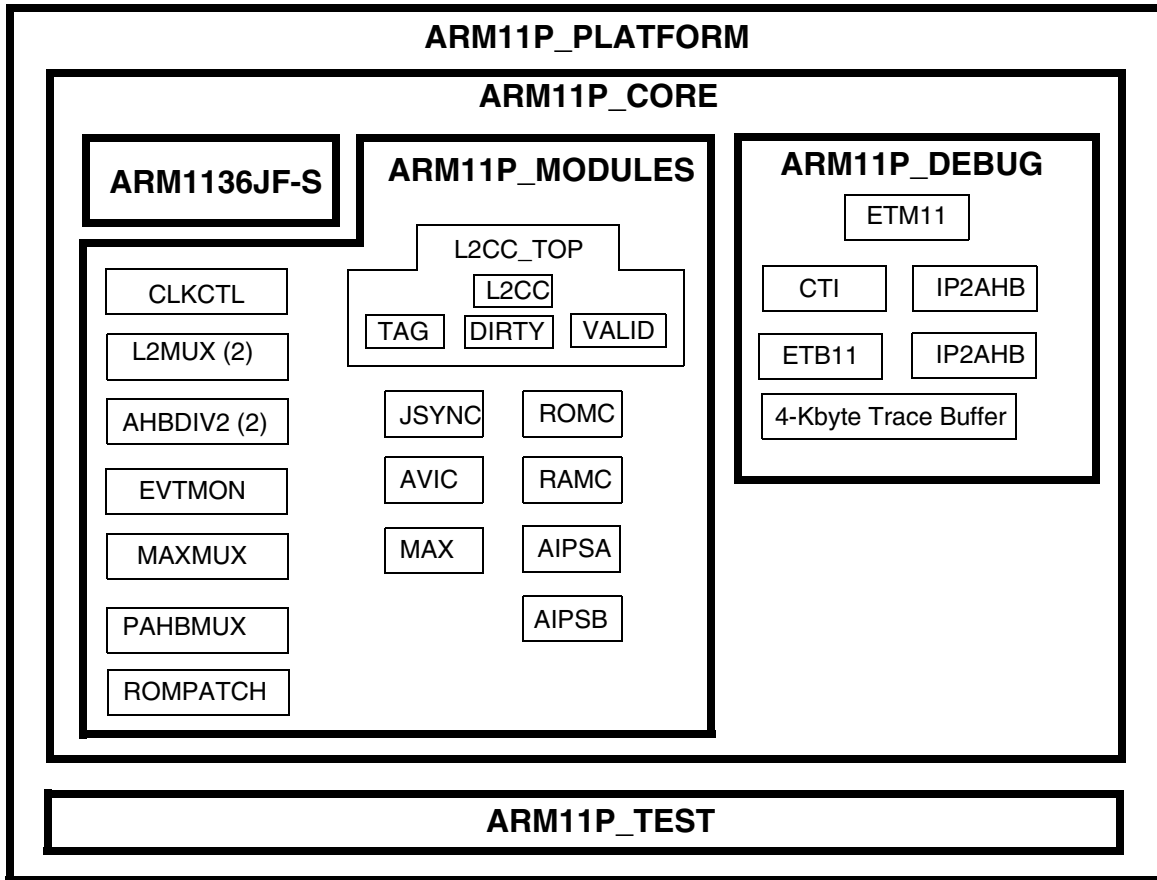 ARM11P_PLATFORM
ARM11P_CORE
ARM1136JF-S
ARM11P_MODULES
CLKCTL
L2MUX (2)
AHBDIV2 (2)
EVTMON
MAXMUX
PAHBMUX
ROMPATCH
L2CC_TOP
L2CC
TAG
DIRTY
VALID
JSYNC
ROMC
AVIC
RAMC
MAX
AIPSA
AIPSB
ARM11P_DEBUG
ETM11
CTI
IP2AHB
ETB11
IP2AHB
4-Kbyte Trace Buffer
ARM11P_TEST